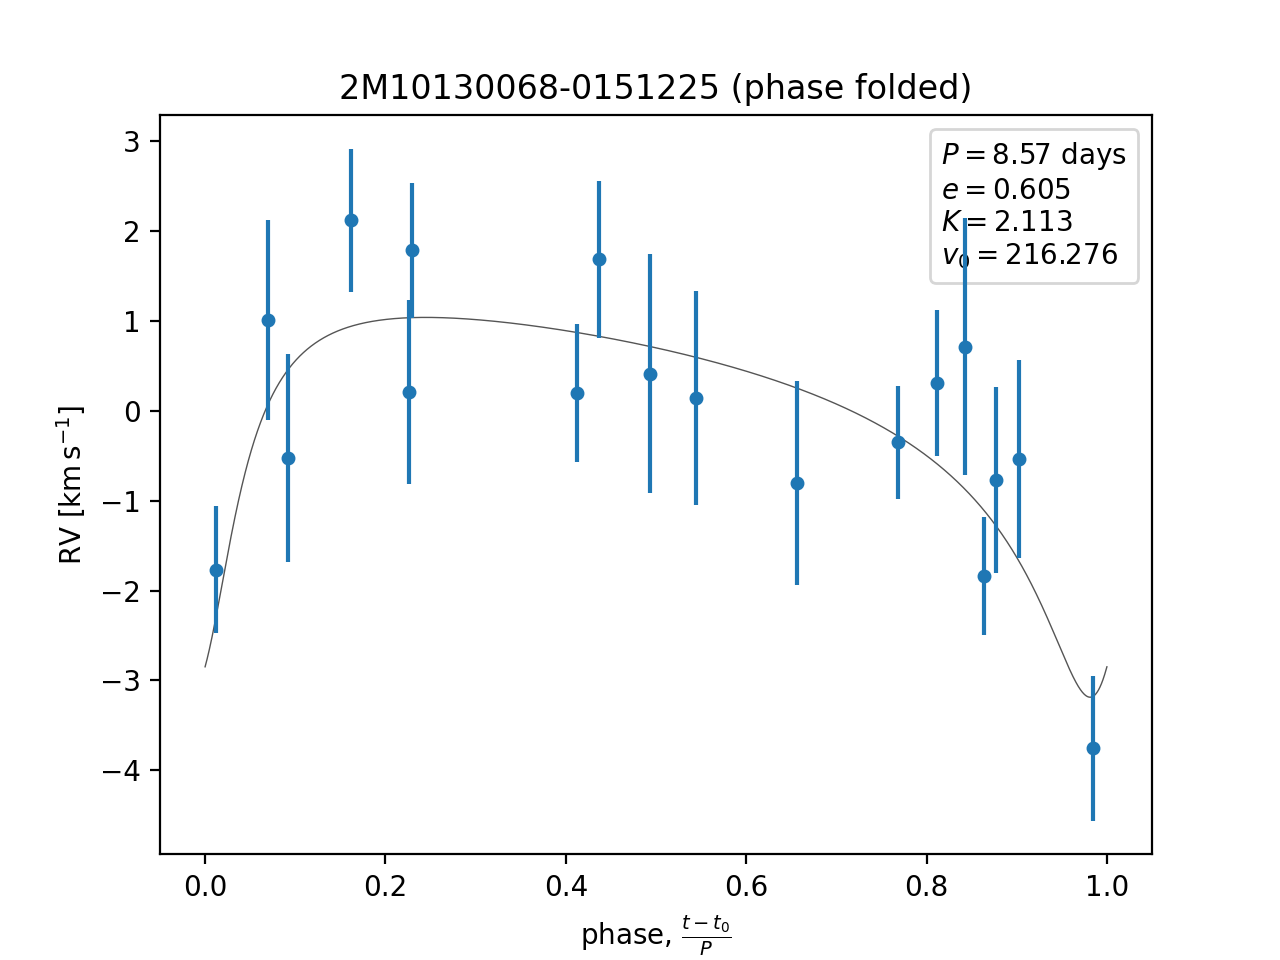 2M10130068-0151225 (phase folded)
P = 8.57 days
e = 0.605
K = 2.113
v₀ = 216.276
3
2
1
0
−1
−2
−3
−4
RV [km s⁻¹]
0.0 0.2 0.4 0.6 0.8 1.0
phase, (t − t₀)/P